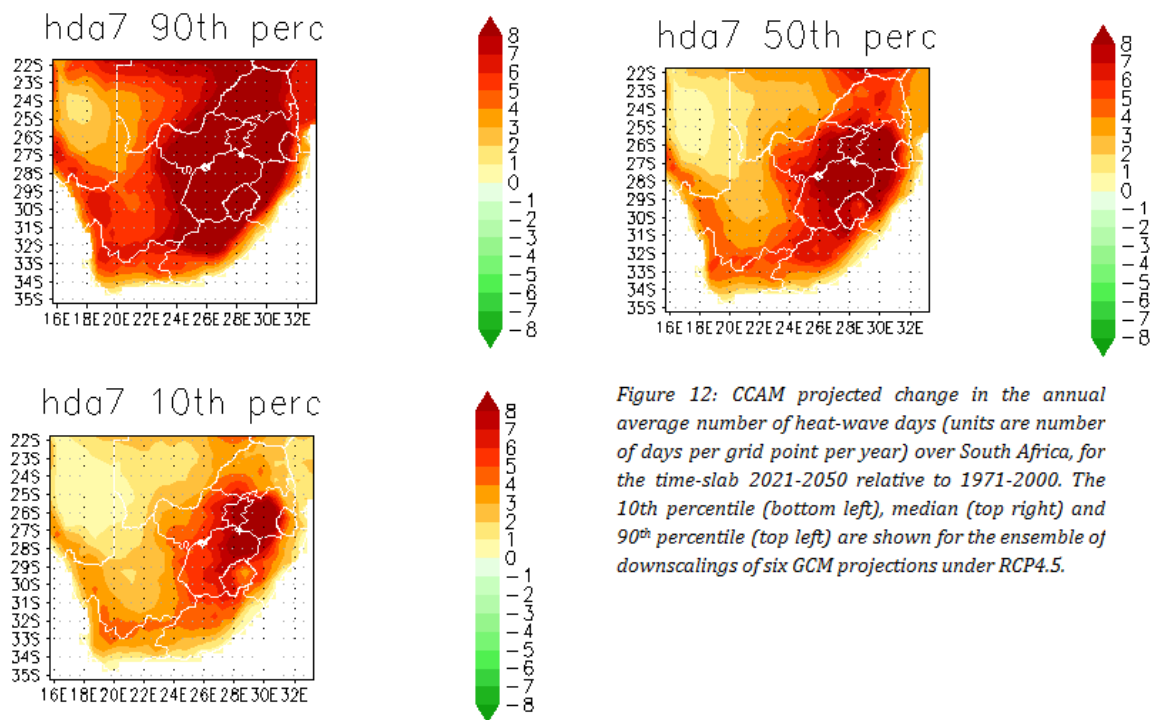 hda7 90th perc
8
7
6
5
4
3
2
1
0
−1
−2
−3
−4
−5
−6
−7
−8
22S
23S
24S
25S
26S
27S
28S
29S
30S
31S
32S
33S
34S
35S
16E 18E 20E 22E 24E 26E 28E 30E 32E
hda7 50th perc
8
7
6
5
4
3
2
1
0
−1
−2
−3
−4
−5
−6
−7
−8
22S
23S
24S
25S
26S
27S
28S
29S
30S
31S
32S
33S
34S
35S
16E 18E 20E 22E 24E 26E 28E 30E 32E
hda7 10th perc
8
7
6
5
4
3
2
1
0
−1
−2
−3
−4
−5
−6
−7
−8
22S
23S
24S
25S
26S
27S
28S
29S
30S
31S
32S
33S
34S
35S
16E 18E 20E 22E 24E 26E 28E 30E 32E
Figure 12: CCAM projected change in the annual
average number of heat-wave days (units are number
of days per grid point per year) over South Africa, for
the time-slab 2021-2050 relative to 1971-2000. The
10th percentile (bottom left), median (top right) and
90th percentile (top left) are shown for the ensemble of
downscalings of six GCM projections under RCP4.5.